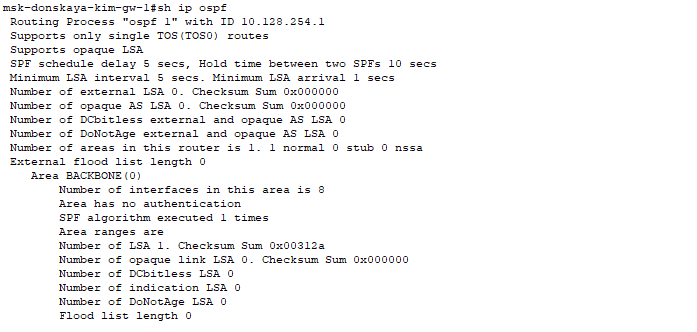 msk-donskaya-kim-gw-1#sh ip ospf
Routing Process "ospf 1" with ID 10.128.254.1
Supports only single TOS(TOS0) routes
Supports opaque LSA
SPF schedule delay 5 secs, Hold time between two SPFs 10 secs
Minimum LSA interval 5 secs. Minimum LSA arrival 1 secs
Number of external LSA 0. Checksum Sum 0x000000
Number of opaque AS LSA 0. Checksum Sum 0x000000
Number of DCbitless external and opaque AS LSA 0
Number of DoNotAge external and opaque AS LSA 0
Number of areas in this router is 1. 1 normal 0 stub 0 nssa
External flood list length 0
Area BACKBONE(0)
Number of interfaces in this area is 8
Area has no authentication
SPF algorithm executed 1 times
Area ranges are
Number of LSA 1. Checksum Sum 0x00312a
Number of opaque link LSA 0. Checksum Sum 0x000000
Number of DCbitless LSA 0
Number of indication LSA 0
Number of DoNotAge LSA 0
Flood list length 0